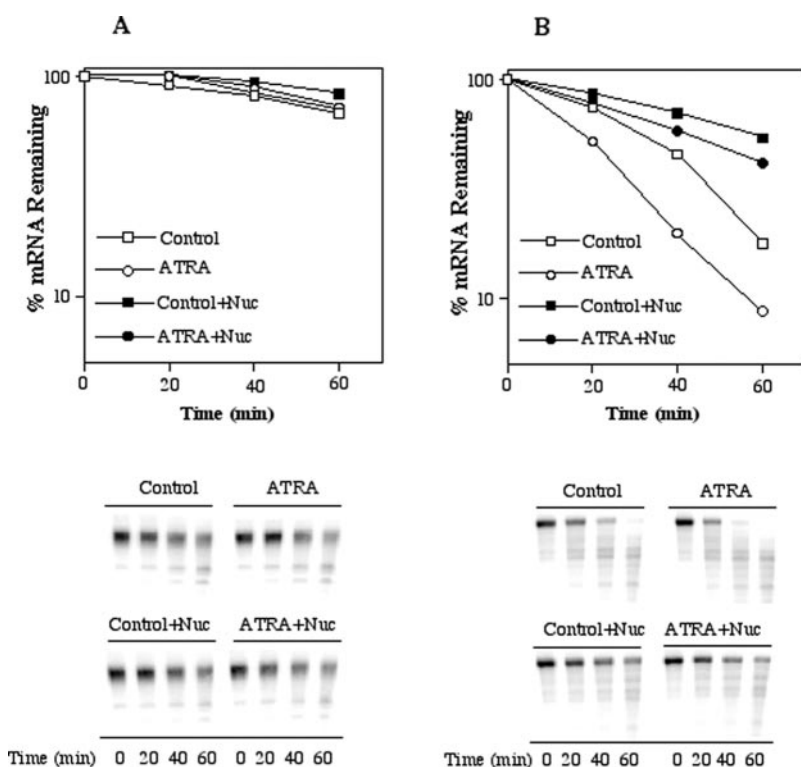 A
100
10
% mRNA Remaining
Control
ATRA
Control+Nuc
ATRA+Nuc
0 20 40 60
Time (min)
B
100
10
% mRNA Remaining
Control
ATRA
Control+Nuc
ATRA+Nuc
0 20 40 60
Time (min)
Control ATRA
Control+Nuc ATRA+Nuc
Time (min) 0 20 40 60 0 20 40 60
Control ATRA
Control+Nuc ATRA+Nuc
Time (min) 0 20 40 60 0 20 40 60